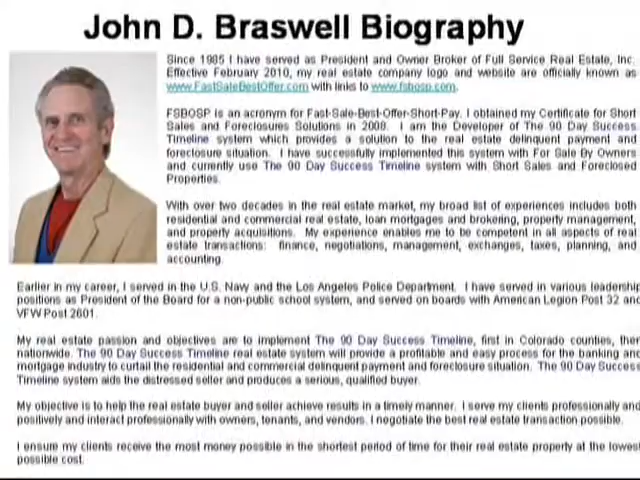 John D. Braswell Biography
Since 1985 I have served as President and Owner Broker of Full Service Real Estate, Inc.
Effective February 2010, my real estate company logo and website are officially known as
www.FastSaleBestOffer.com with links to www.fsbosp.com.
FSBOSP is an acronym for Fast-Sale-Best-Offer-Short-Pay. I obtained my Certificate for Short
Sales and Foreclosures Solutions in 2008. I am the Developer of The 90 Day Success
Timeline system which provides a solution to the real estate delinquent payment and
foreclosure situation. I have successfully implemented this system with For Sale By Owners
and currently use The 90 Day Success Timeline system with Short Sales and Foreclosed
Properties.
With over two decades in the real estate market, my broad list of experiences includes both
residential and commercial real estate, loan mortgages and brokering, property management,
and property acquisitions. My experience enables me to be competent in all aspects of real
estate transactions: finance, negotiations, management, exchanges, taxes, planning, and
accounting.
Earlier in my career, I served in the U.S. Navy and the Los Angeles Police Department. I have served in various leadership
positions as President of the Board for a non-public school system, and served on boards with American Legion Post 32 and
VFW Post 2601.
My real estate passion and objectives are to implement The 90 Day Success Timeline, first in Colorado counties, then
nationwide. The 90 Day Success Timeline real estate system will provide a profitable and easy process for the banking and
mortgage industry to curtail the residential and commercial delinquent payment and foreclosure situation. The 90 Day Success
Timeline system aids the distressed seller and produces a serious, qualified buyer.
My objective is to help the real estate buyer and seller achieve results in a timely manner. I serve my clients professionally and
positively and interact professionally with owners, tenants, and vendors. I negotiate the best real estate transaction possible.
I ensure my clients receive the most money possible in the shortest period of time for their real estate property at the lowest
possible cost.